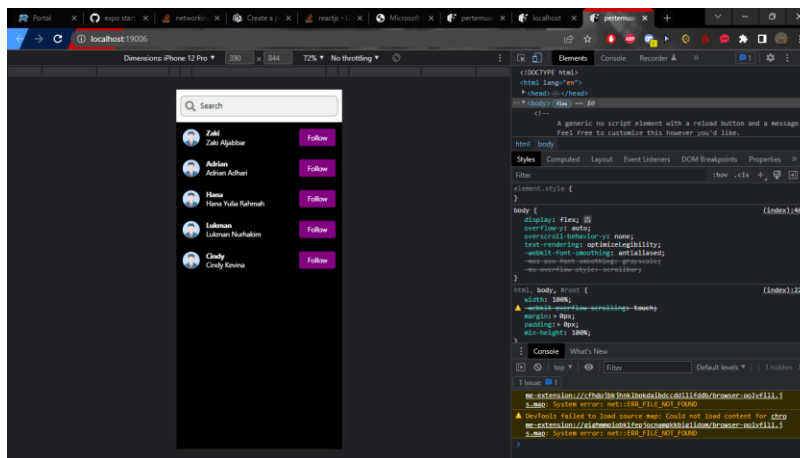 Portal
expo start
networkin
Create a p
reactjs - U
Microsoft
pertemuan
localhost
pertemuan
localhost:19006
Dimensions: iPhone 12 Pro ▼ 390 × 844 72% ▼ No throttling ▼
Elements Console Recorder
1
<!DOCTYPE html>
<html lang="en">
▶ <head> … </head>
▼ <body> flex == $0
<!--
A generic no script element with a reload button and a message
Feel free to customize this however you'd like.
html body
Styles Computed Layout Event Listeners DOM Breakpoints Properties »
Filter :hov .cls +
element.style {
}
body { (index):46
display: flex;
overflow-y: auto;
overscroll-behavior-y: none;
text-rendering: optimizeLegibility;
-webkit-font-smoothing: antialiased;
-moz-osx-font-smoothing: grayscale;
-ms-overflow-style: scrollbar;
}
html, body, #root { (index):22
width: 100%;
-webkit-overflow-scrolling: touch;
margin: ▶ 0px;
padding: ▶ 0px;
min-height: 100%;
}
Console What's New
top ▼ Filter Default levels ▼ 1 hidden
1 Issue: 1
s.map: System error: net::ERR_FILE_NOT_FOUND
DevTools failed to load source map: Could not load content for chro
s.map: System error: net::ERR_FILE_NOT_FOUND
Search
Zaki
Zaki Aljabbar
Follow
Adrian
Adrian Adhari
Follow
Hana
Hana Yulia Rahmah
Follow
Lukman
Lukman Nurhakim
Follow
Cindy
Cindy Kevina
Follow